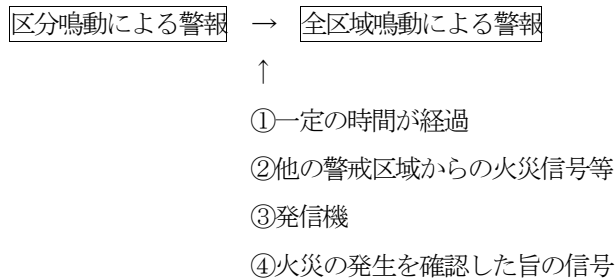 区分鳴動による警報 → 全区域鳴動による警報
↑
①一定の時間が経過
②他の警戒区域からの火災信号等
③発信機
④火災の発生を確認した旨の信号